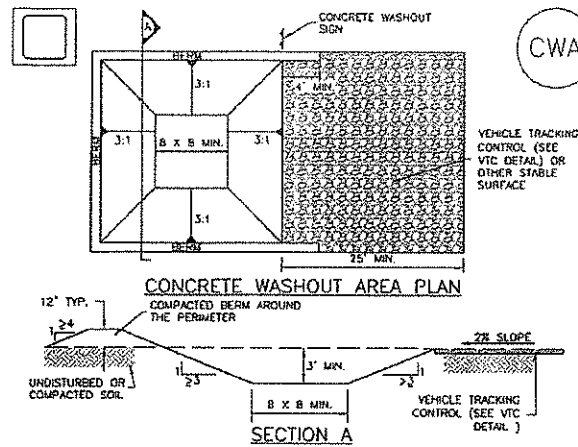 A
CONCRETE WASHOUT
SIGN
CWA
BERM
3:1
4' MIN.
BERM
3:1
8 X 8 MIN.
3:1
VEHICLE TRACKING
CONTROL (SEE
VTC DETAIL) OR
OTHER STABLE
SURFACE
3:1
BERM
25' MIN.
CONCRETE WASHOUT AREA PLAN
12" TYP.
COMPACTED BERM AROUND
THE PERIMETER
≥4
1
2% SLOPE
UNDISTURBED OR
COMPACTED SOIL
1
≥3
3' MIN.
≥3
1
8 X 8 MIN.
VEHICLE TRACKING
CONTROL (SEE VTC
DETAIL )
SECTION A